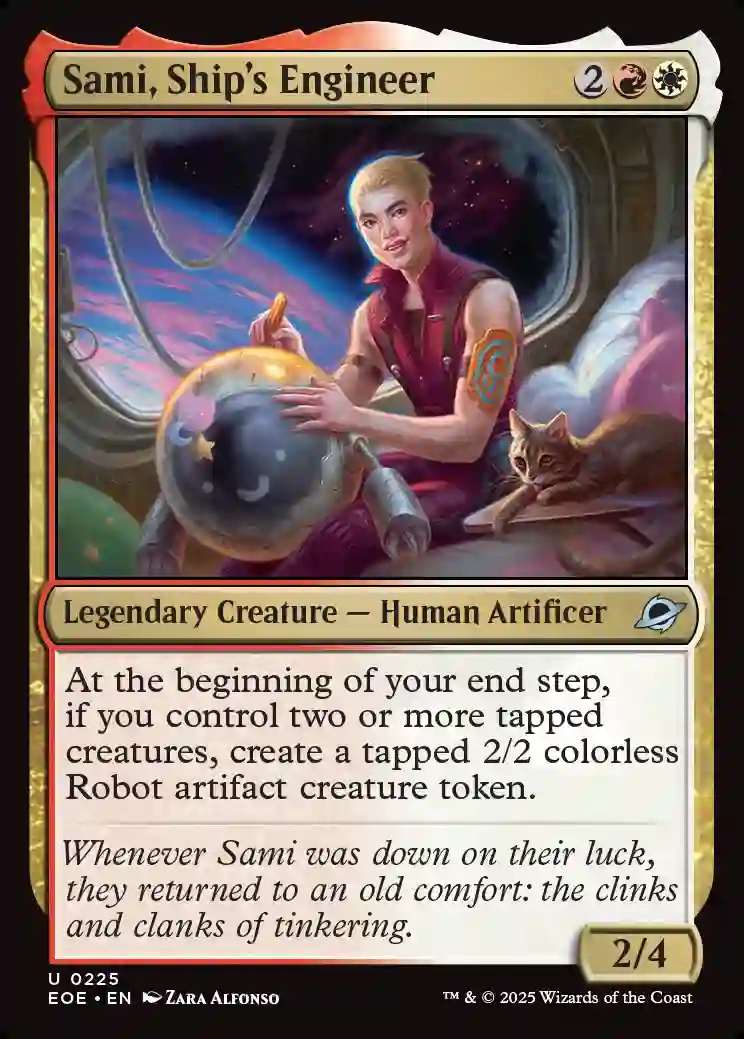 Sami, Ship's Engineer 2
Legendary Creature — Human Artificer
At the beginning of your end step,
if you control two or more tapped
creatures, create a tapped 2/2 colorless
Robot artifact creature token.
Whenever Sami was down on their luck,
they returned to an old comfort: the clinks
and clanks of tinkering.
2/4
U 0225
EOE • EN Zara Alfonso
™ & © 2025 Wizards of the Coast